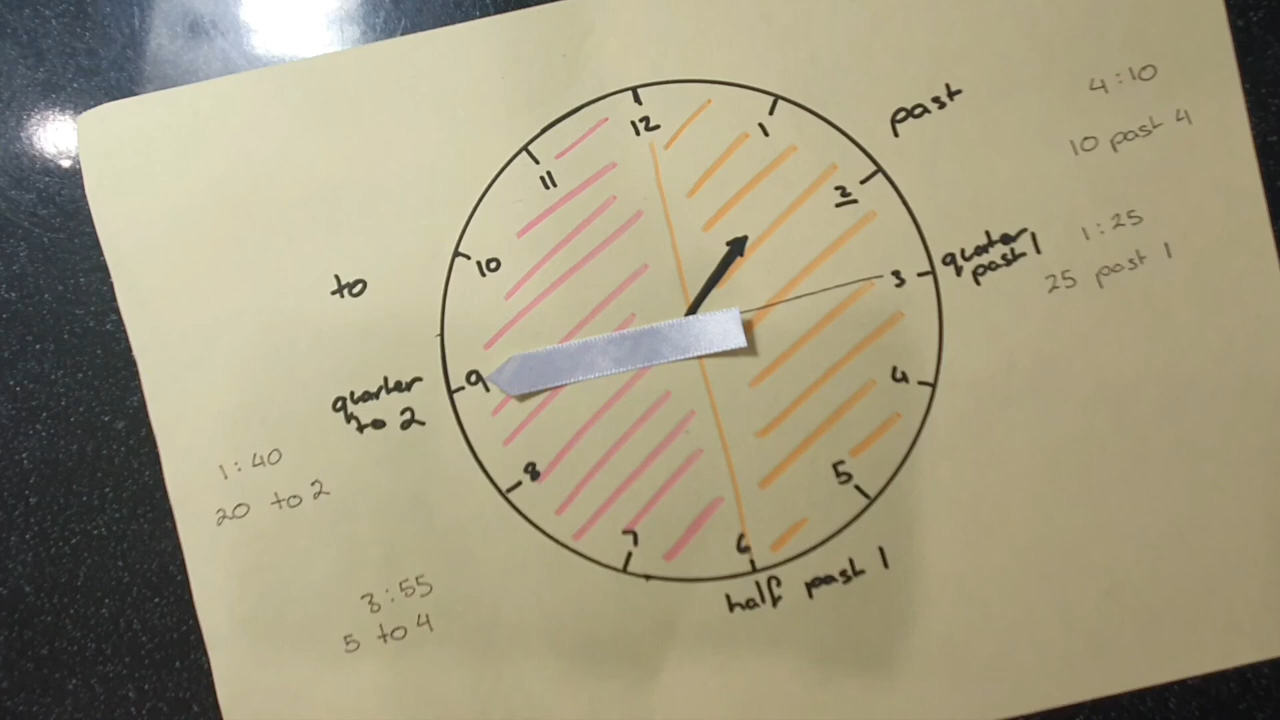 12
1
2
3
4
5
6
7
8
9
10
11
past
4:10
10 past 4
quarter
past 1
1:25
25 past 1
half past 1
to
quarter
to 2
1:40
20 to 2
3:55
5 to 4